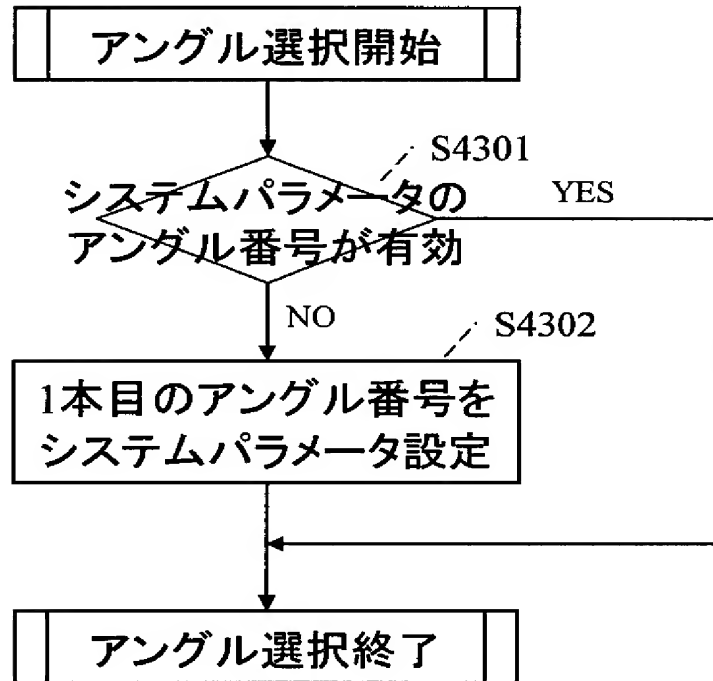 アングル選択開始
S4301
システムパラメータの
アングル番号が有効
YES
NO
S4302
1本目のアングル番号を
システムパラメータ設定
アングル選択終了